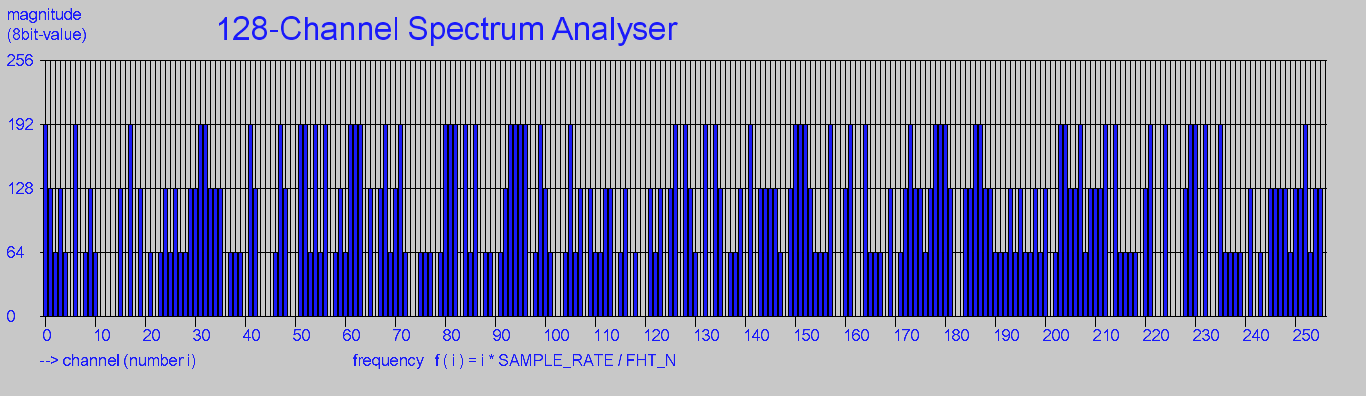 magnitude
(8bit-value)
128-Channel Spectrum Analyser
256
192
128
64
0
0 10 20 30 40 50 60 70 80 90 100 110 120 130 140 150 160 170 180 190 200 210 220 230 240 250
--> channel (number i)
frequency f ( i ) = i * SAMPLE_RATE / FHT_N